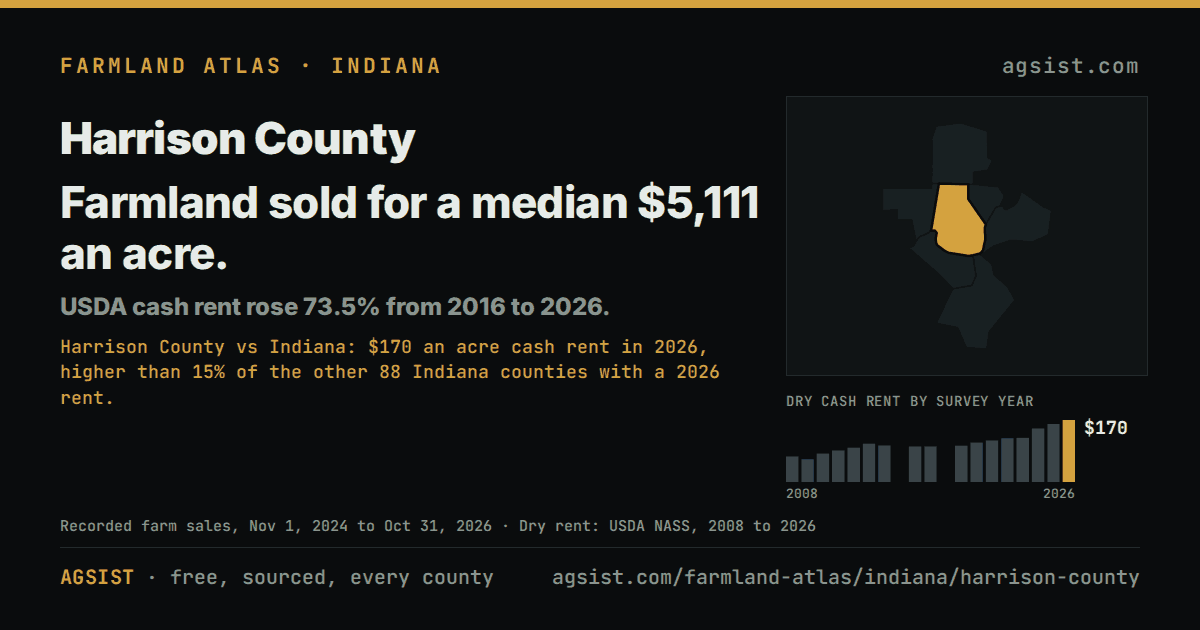 FARMLAND ATLAS · INDIANA
agsist.com
Harrison County
Farmland sold for a median $5,111
an acre.
USDA cash rent rose 73.5% from 2016 to 2026.
Harrison County vs Indiana: $170 an acre cash rent in 2026,
higher than 15% of the other 88 Indiana counties with a 2026
rent.
DRY CASH RENT BY SURVEY YEAR
$170
2008
2026
Recorded farm sales, Nov 1, 2024 to Oct 31, 2026 · Dry rent: USDA NASS, 2008 to 2026
AGSIST · free, sourced, every county
agsist.com/farmland-atlas/indiana/harrison-county